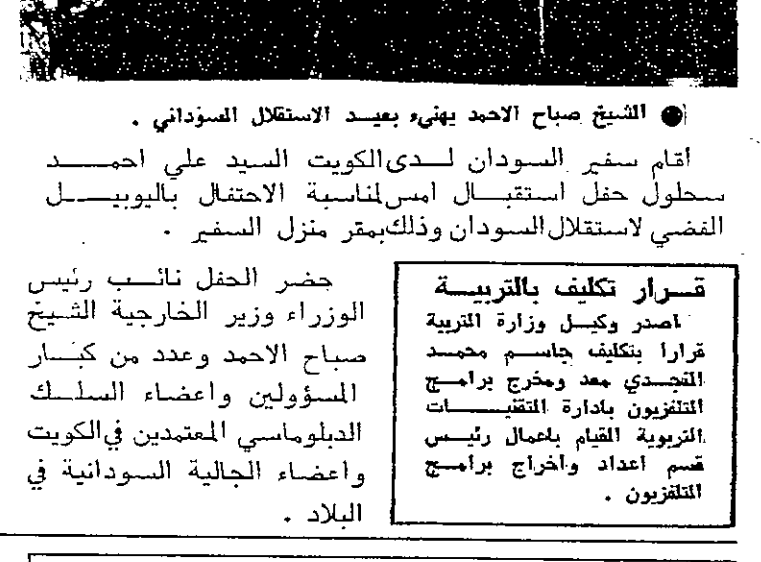 الشيخ صباح الاحمد يهنيء بعيد الاستقلال السوداني .
أقام سفير السودان لدى الكويت السيد علي احمد
سحلول حفل استقبال امس لمناسبة الاحتفال باليوبيل
الفضي لاستقلال السودان وذلك بمقر منزل السفير .
حضر الحفل نائب رئيس
الوزراء وزير الخارجية الشيخ
صباح الاحمد وعدد من كبار
المسؤولين واعضاء السلك
الدبلوماسي المعتمدين في الكويت
واعضاء الجالية السودانية في
البلاد .
قرار تكليف بالتربية
اصدر وكيل وزارة التربية
قرارا بتكليف جاسم محمد
النجدي معد ومخرج برامج
التلفزيون بادارة التقنيات
التربوية القيام باعمال رئيس
قسم اعداد واخراج برامج
التلفزيون .